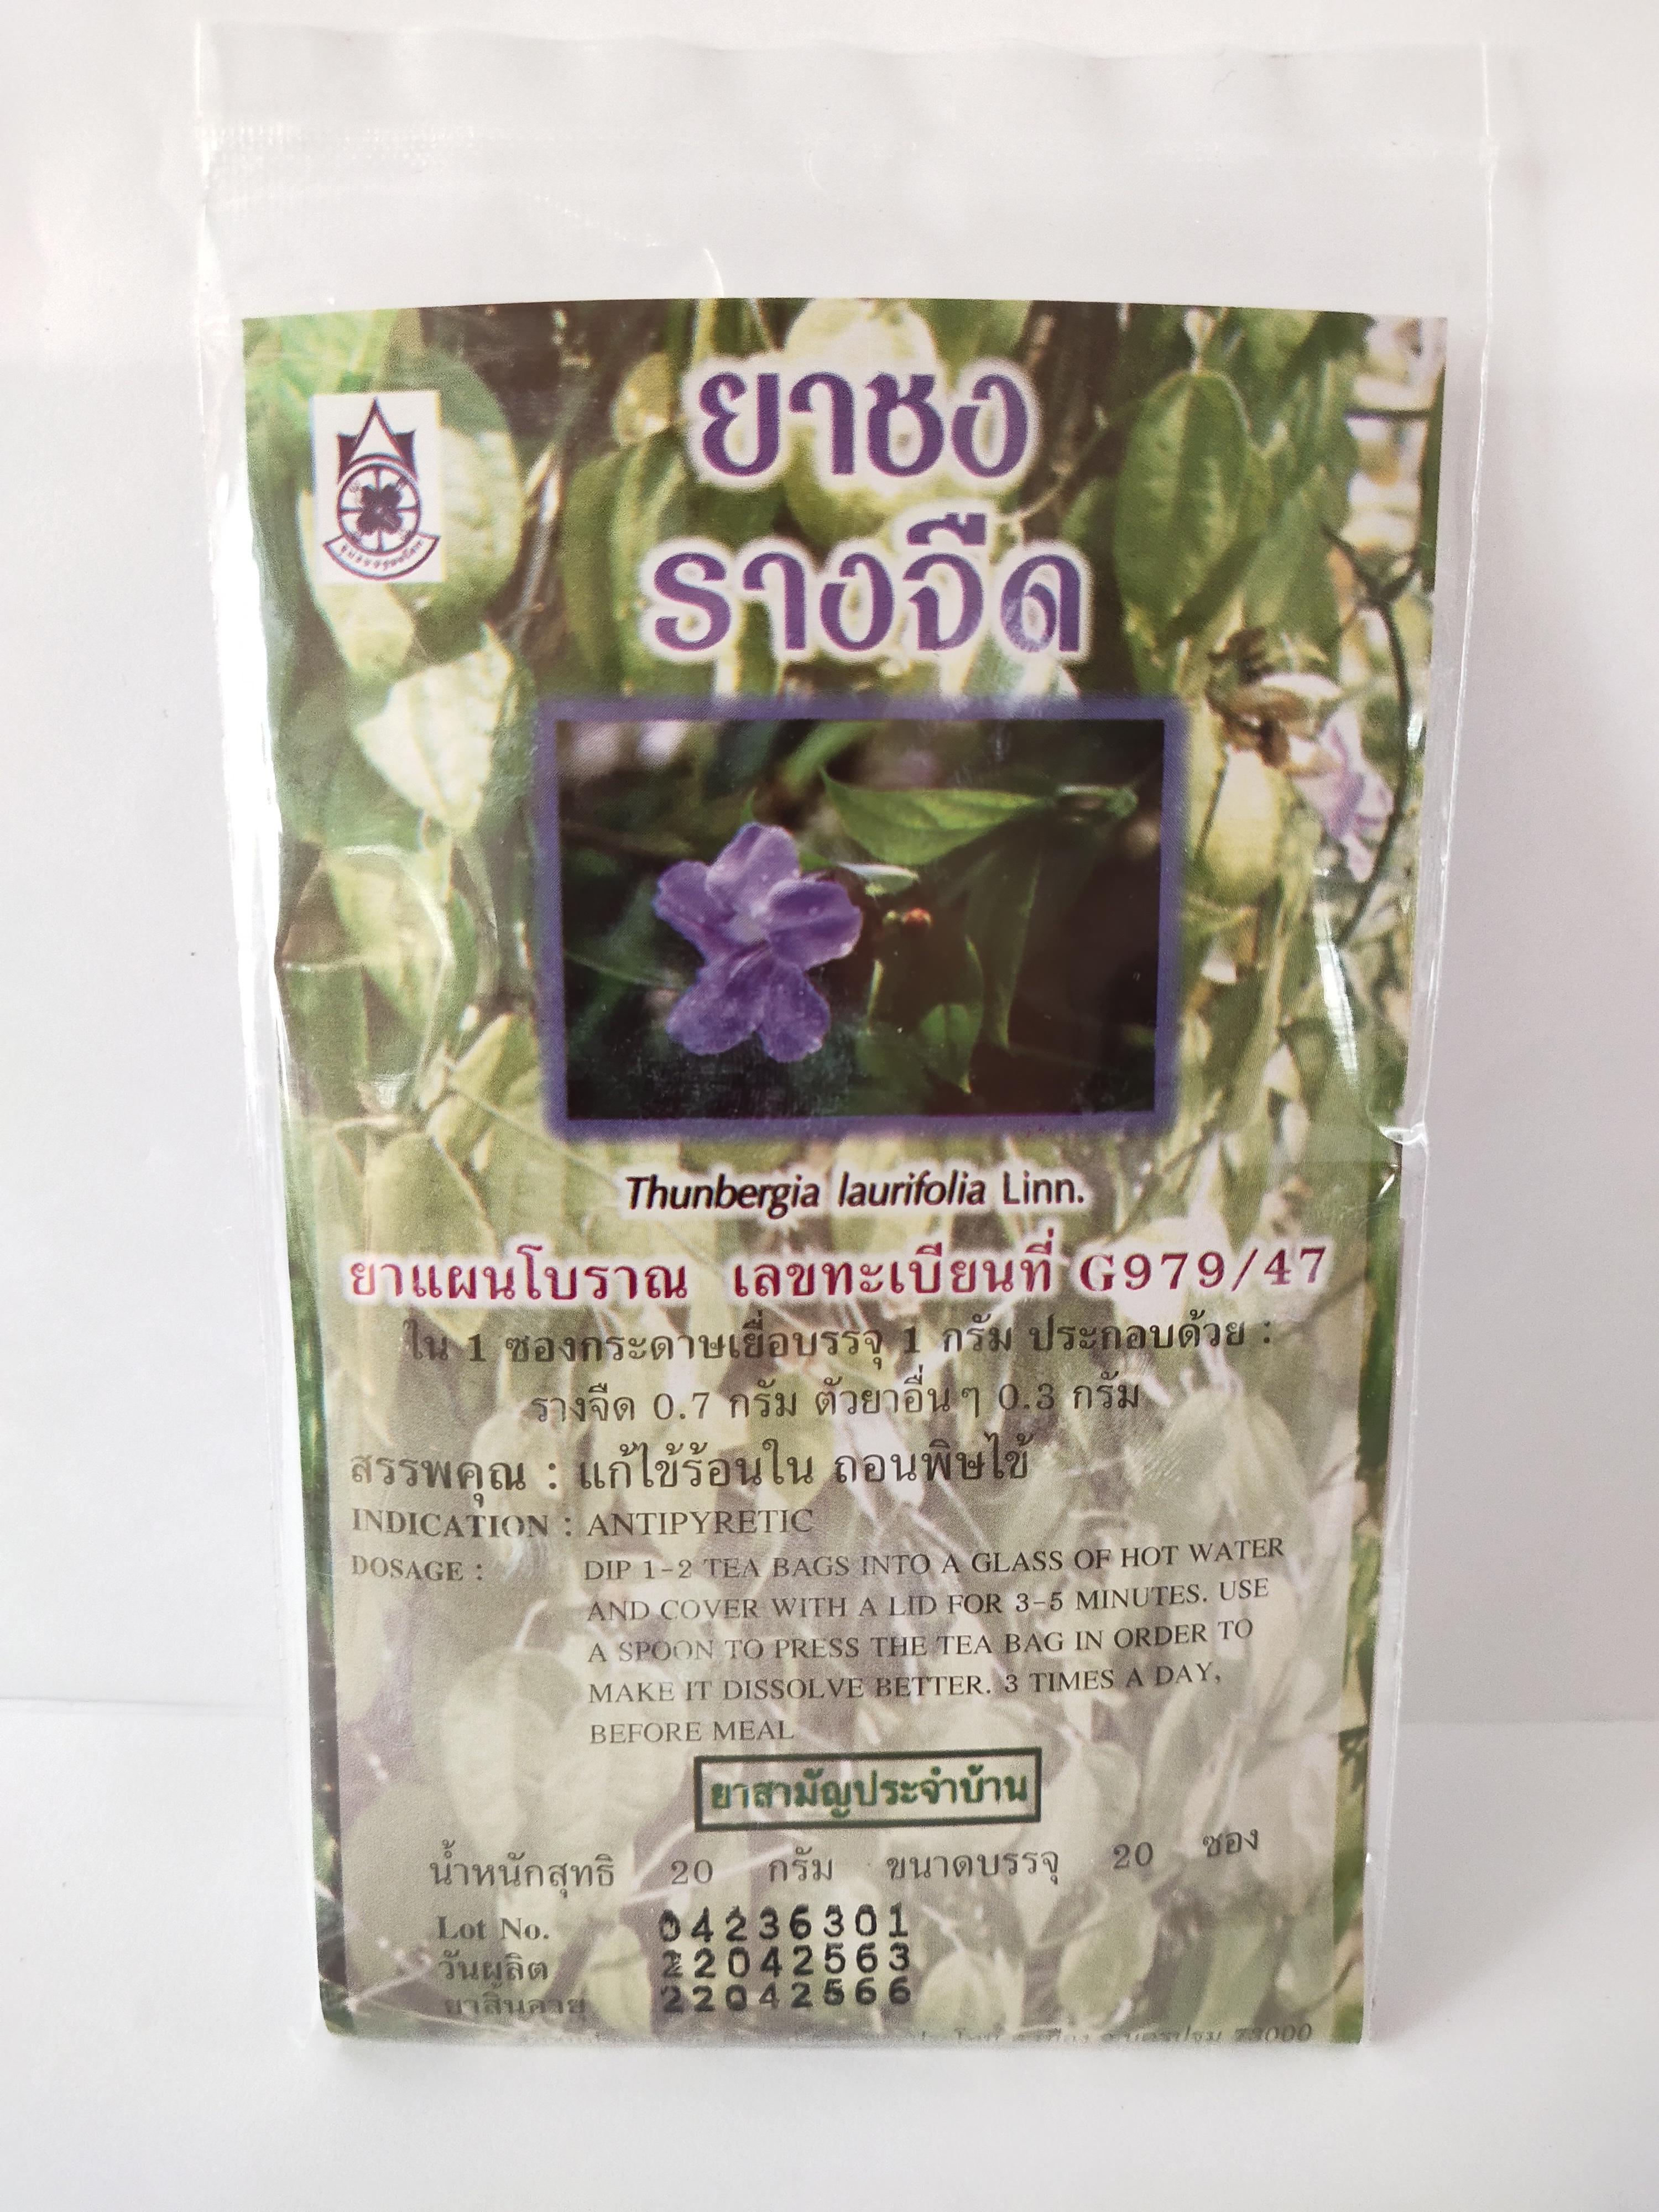 ยาชง
รางจืด
Thunbergia laurifolia Linn.
ยาแผนโบราณ เลขทะเบียนที่ G979/47
ใน 1 ซองกระดาษเยื่อบรรจุ 1 กรัม ประกอบด้วย :
รางจืด 0.7 กรัม ตัวยาอื่นๆ 0.3 กรัม
สรรพคุณ : แก้ไข้ร้อนใน ถอนพิษไข้
INDICATION : ANTIPYRETIC
DOSAGE : DIP 1-2 TEA BAGS INTO A GLASS OF HOT WATER
AND COVER WITH A LID FOR 3-5 MINUTES. USE
A SPOON TO PRESS THE TEA BAG IN ORDER TO
MAKE IT DISSOLVE BETTER. 3 TIMES A DAY,
BEFORE MEAL
ยาสามัญประจำบ้าน
น้ำหนักสุทธิ 20 กรัม ขนาดบรรจุ 20 ซอง
Lot No. 04236301
วันผลิต 22042563
ยาสิ้นอายุ 22042566
73000